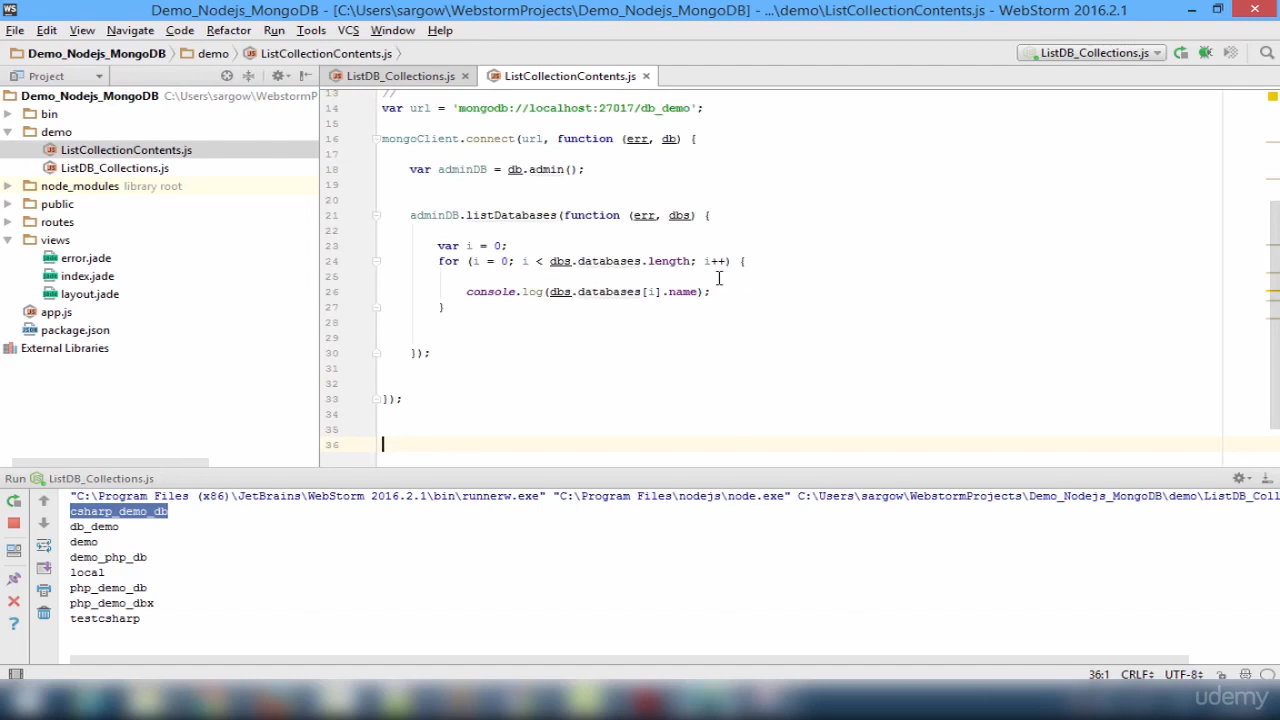 WS Demo_Nodejs_MongoDB - [C:\Users\sargow\WebstormProjects\Demo_Nodejs_MongoDB] - ...\demo\ListCollectionContents.js - WebStorm 2016.2.1
File Edit View Navigate Code Refactor Run Tools VCS Window Help
Demo_Nodejs_MongoDB demo ListCollectionContents.js ListDB_Collections.js
Project ListDB_Collections.js ListCollectionContents.js
Demo_Nodejs_MongoDB C:\Users\sargow\WebstormP
bin
demo
ListCollectionContents.js
ListDB_Collections.js
node_modules library root
public
routes
views
error.jade
index.jade
layout.jade
app.js
package.json
External Libraries
13 //
14 var url = 'mongodb://localhost:27017/db_demo';
15
16 mongoClient.connect(url, function (err, db) {
17
18 var adminDB = db.admin();
19
20
21 adminDB.listDatabases(function (err, dbs) {
22
23 var i = 0;
24 for (i = 0; i < dbs.databases.length; i++) {
25
26 console.log(dbs.databases[i].name);
27 }
28
29
30 });
31
32
33 });
34
35
36
Run ListDB_Collections.js
"C:\Program Files (x86)\JetBrains\WebStorm 2016.2.1\bin\runnerw.exe" "C:\Program Files\nodejs\node.exe" C:\Users\sargow\WebstormProjects\Demo_Nodejs_MongoDB\demo\ListDB_Coll
csharp_demo_db
db_demo
demo
demo_php_db
local
php_demo_db
php_demo_dbx
testcsharp
36:1 CRLF UTF-8
udemy